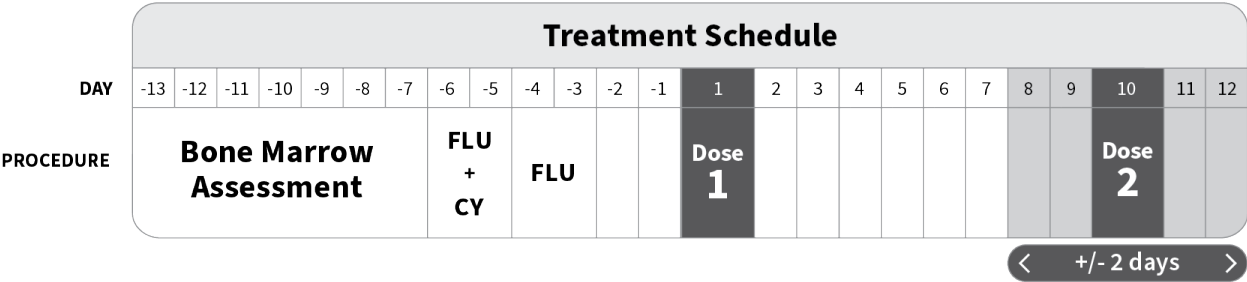 Treatment Schedule
DAY -13 -12 -11 -10 -9 -8 -7 -6 -5 -4 -3 -2 -1 1 2 3 4 5 6 7 8 9 10 11 12
PROCEDURE
Bone Marrow
Assessment
FLU
+
CY
FLU
Dose
1
Dose
2
+/- 2 days